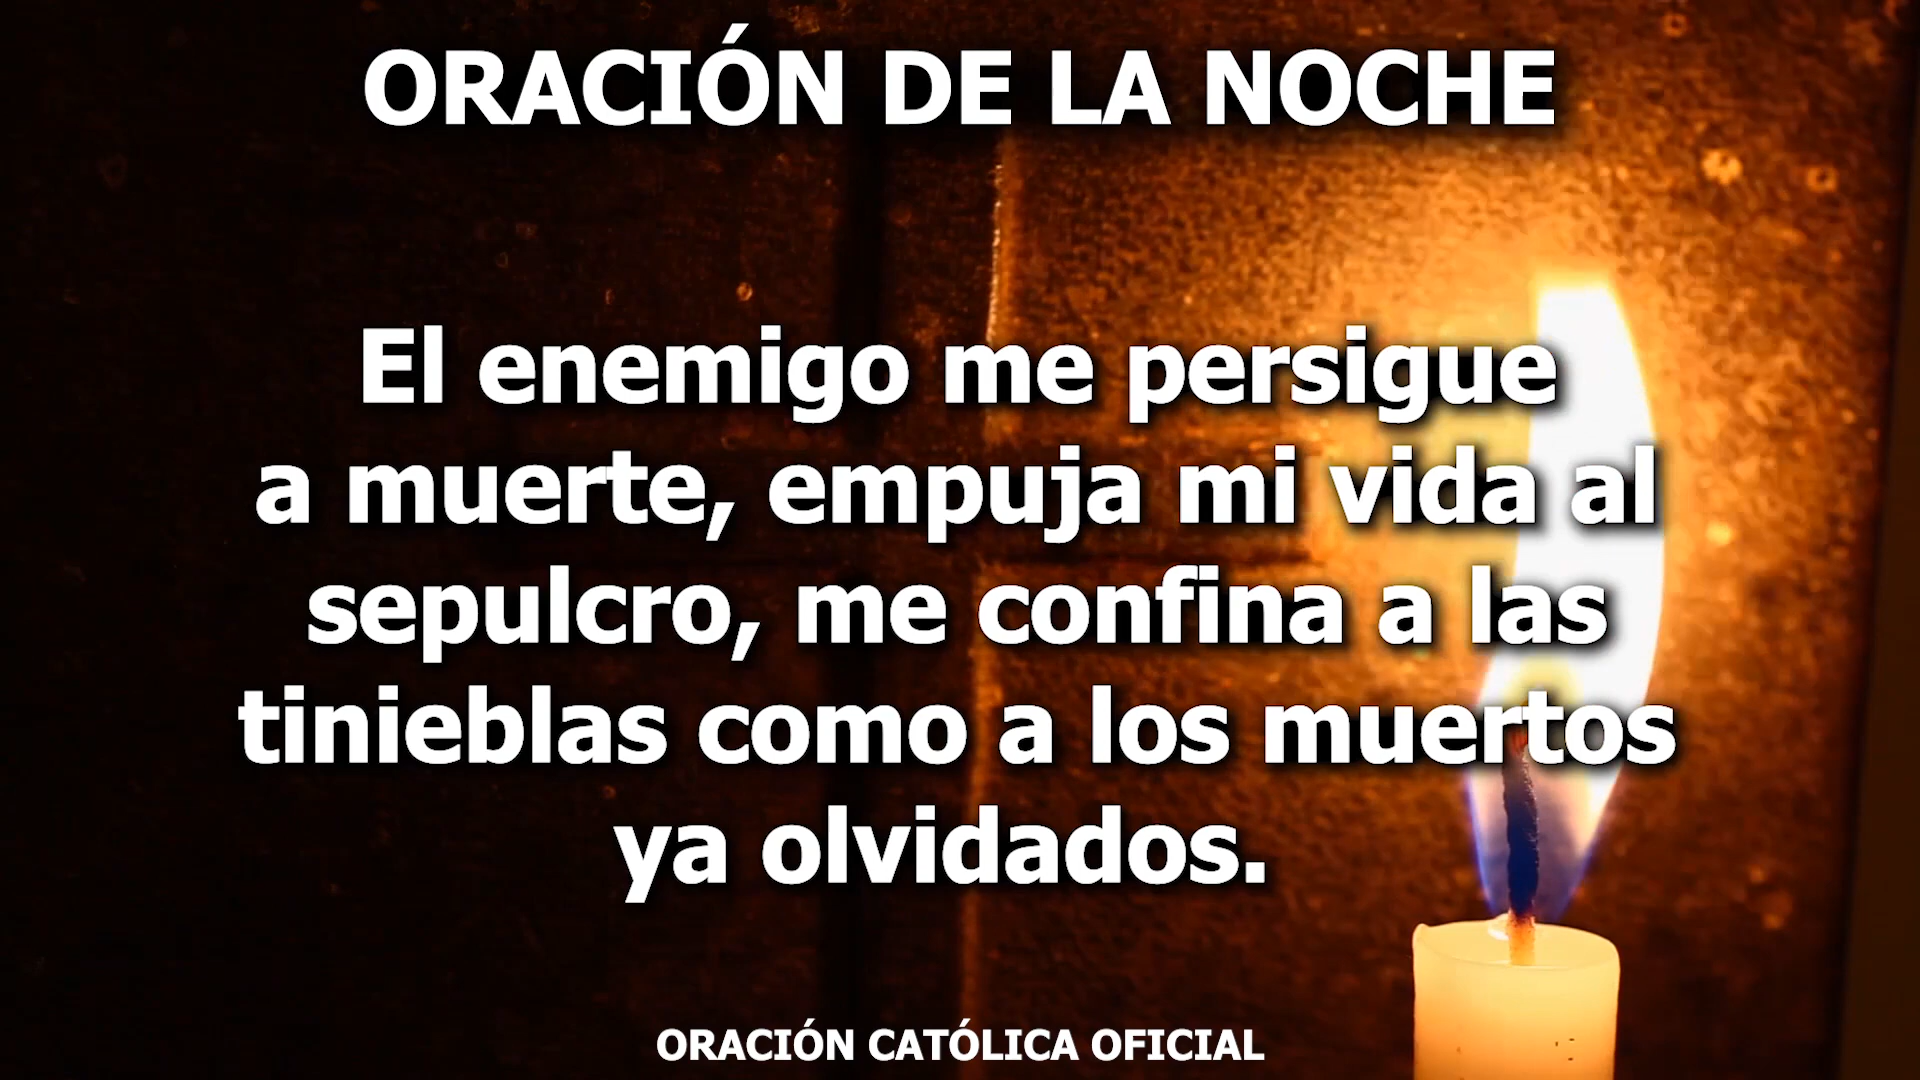 ORACIÓN DE LA NOCHE
El enemigo me persigue
a muerte, empuja mi vida al
sepulcro, me confina a las
tinieblas como a los muertos
ya olvidados.
ORACIÓN CATÓLICA OFICIAL